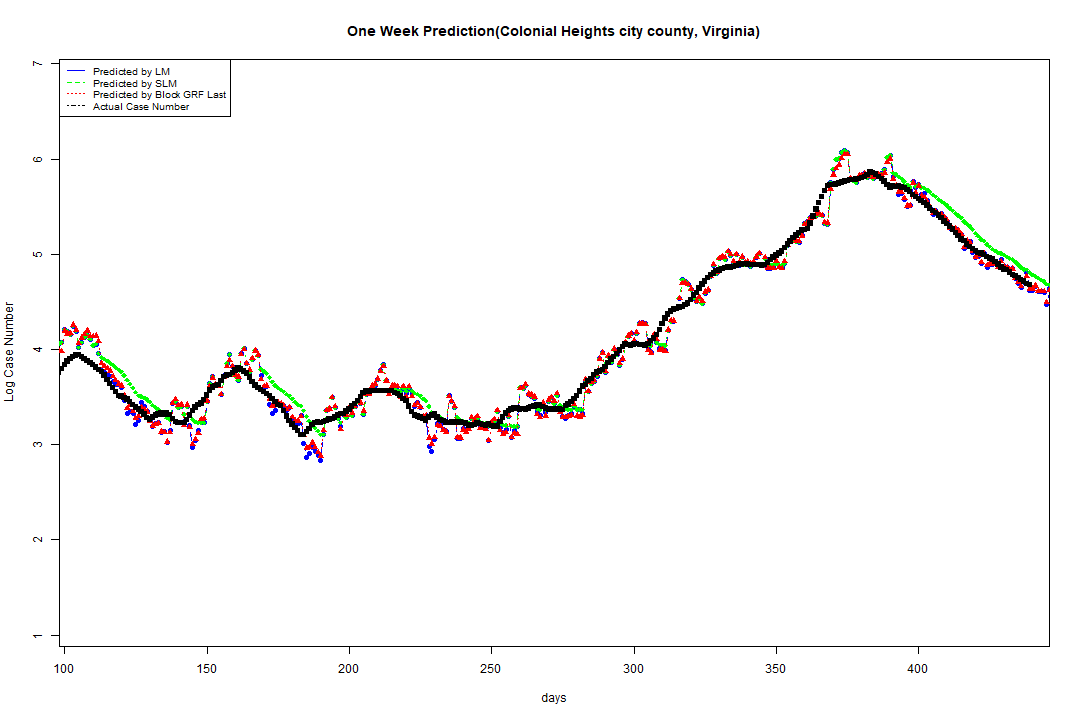 One Week Prediction(Colonial Heights city county, Virginia)
Predicted by LM
Predicted by SLM
Predicted by Block GRF Last
Actual Case Number
7
6
5
4
3
2
1
Log Case Number
100 150 200 250 300 350 400
days